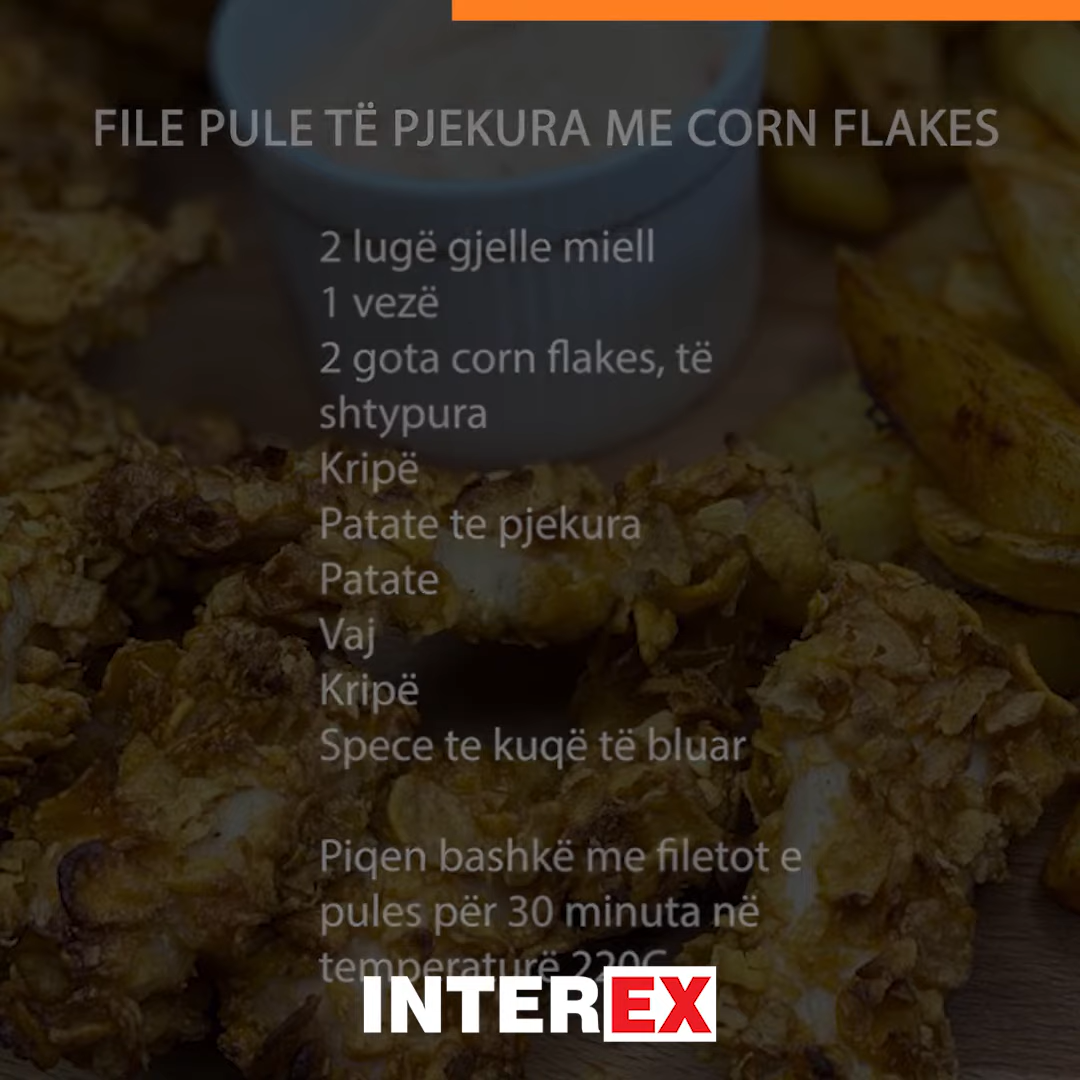 FILE PULE TË PJEKURA ME CORN FLAKES
2 lugë gjelle miell
1 vezë
2 gota corn flakes, të
shtypura
Kripë
Patate te pjekura
Patate
Vaj
Kripë
Spece te kuqë të bluar
Piqen bashkë me filetot e
pules për 30 minuta në
temperaturë 220C
INTEREX